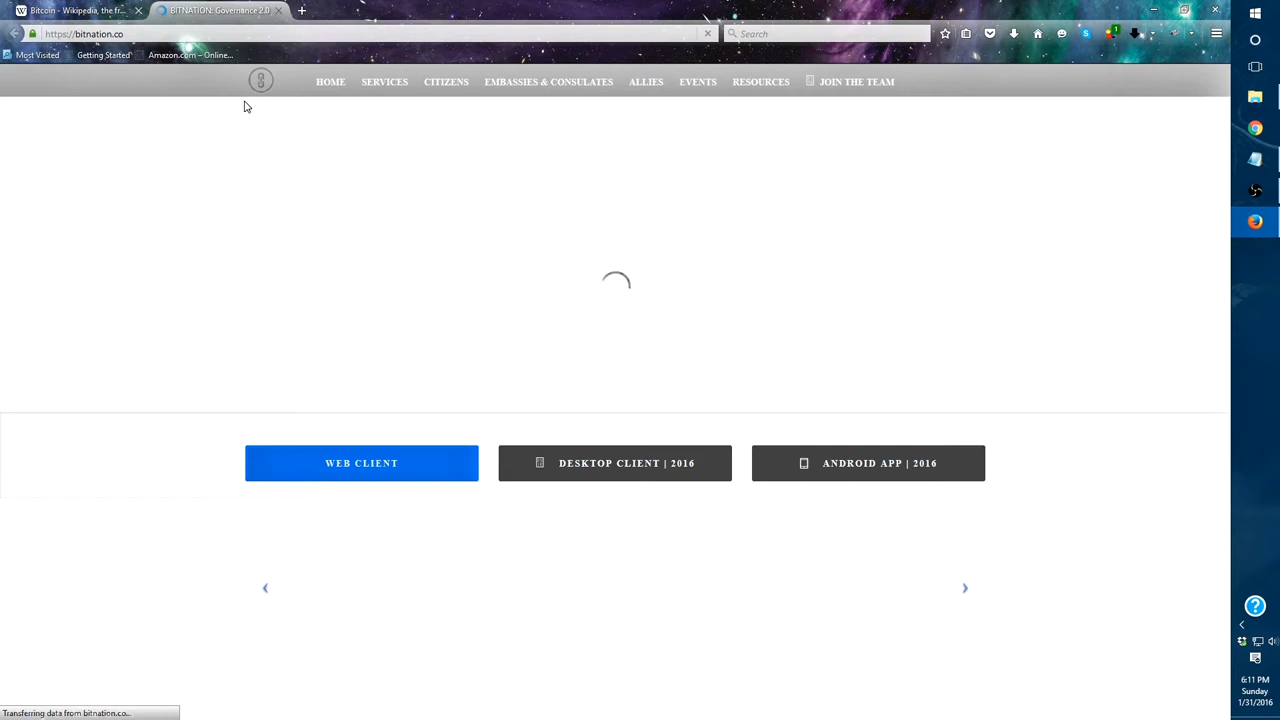 Bitcoin - Wikipedia, the fr...
BITNATION: Governance 2.0
https://bitnation.co
Search
1
Most Visited
Getting Started
Amazon.com – Online...
HOME
SERVICES
CITIZENS
EMBASSIES & CONSULATES
ALLIES
EVENTS
RESOURCES
JOIN THE TEAM
WEB CLIENT
DESKTOP CLIENT | 2016
ANDROID APP | 2016
Transferring data from bitnation.co...
6:11 PM
Sunday
1/31/2016